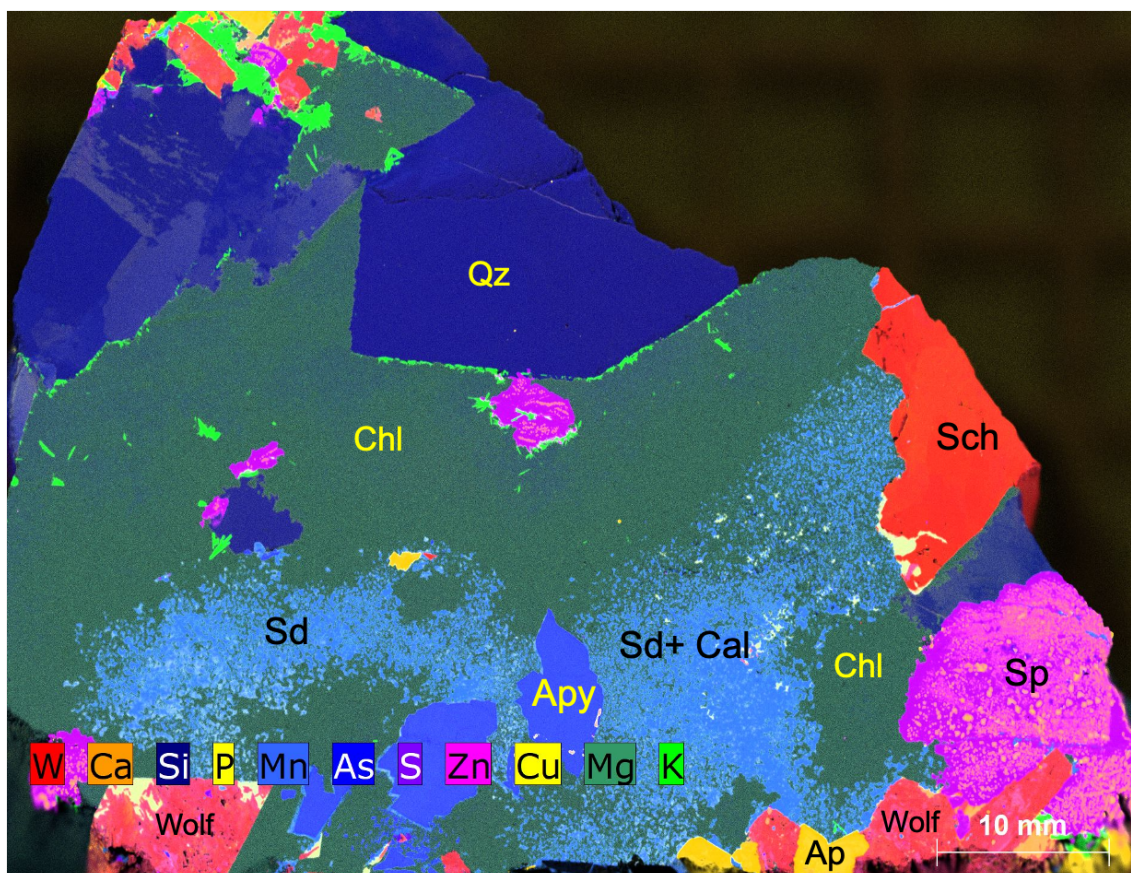 Qz
Chl
Sch
Sd
Sd+ Cal
Chl
Apy
Sp
W Ca Si P Mn As S Zn Cu Mg K
Wolf
Wolf
10 mm
Ap